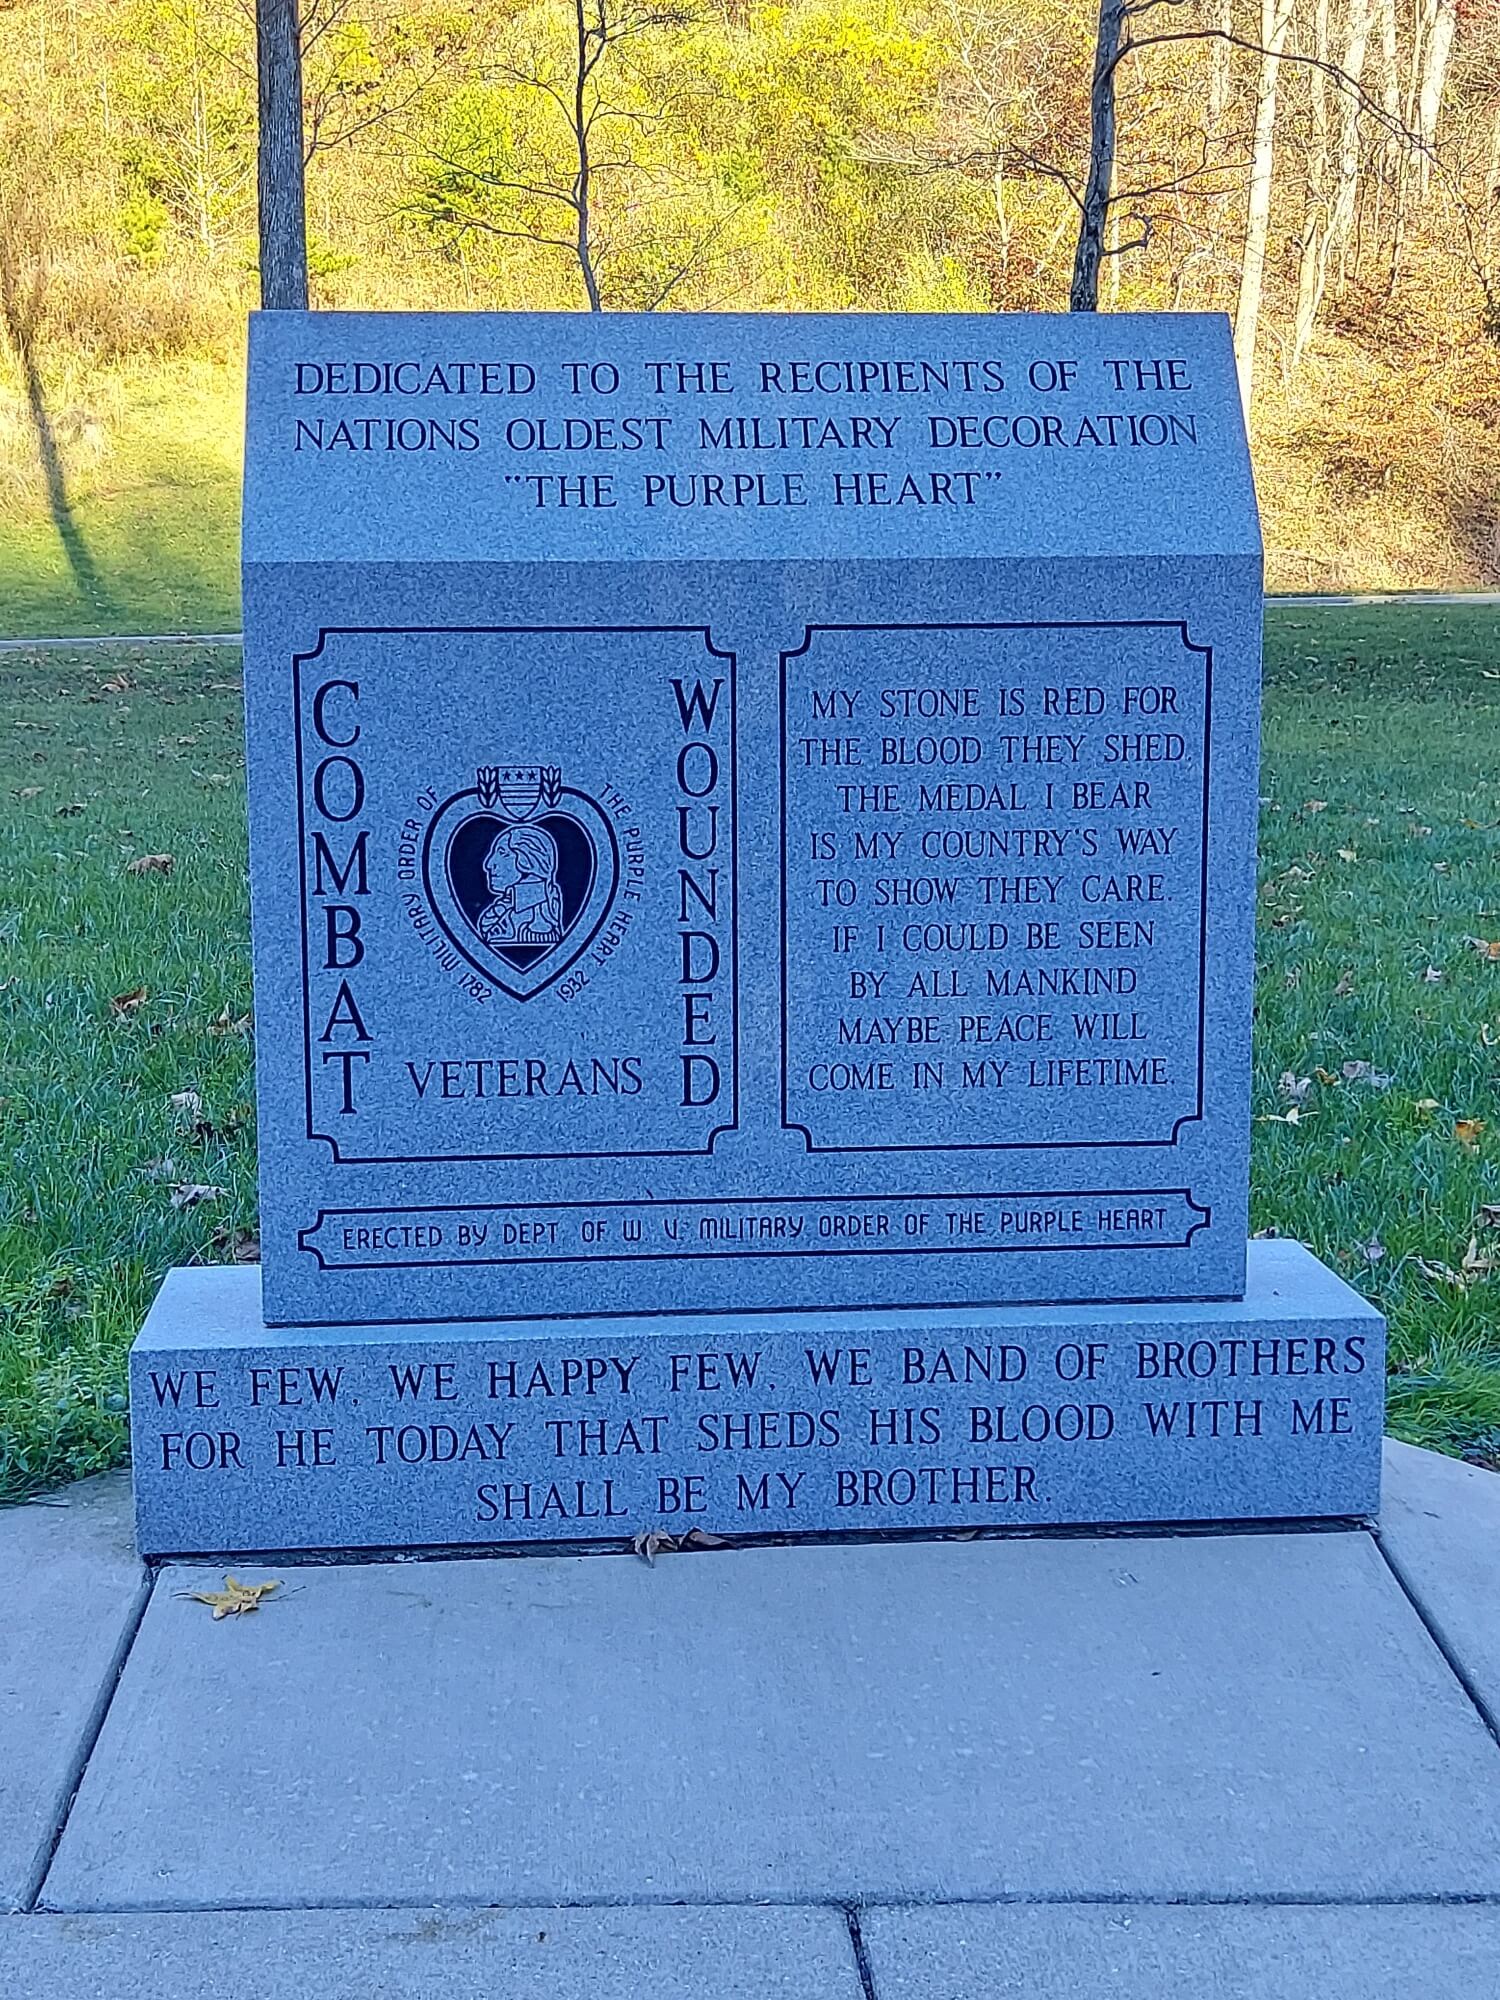 DEDICATED TO THE RECIPIENTS OF THE
NATIONS OLDEST MILITARY DECORATION
"THE PURPLE HEART"
COMBAT
WOUNDED
VETERANS
MILITARY ORDER OF
THE PURPLE HEART
1782
1932
MY STONE IS RED FOR
THE BLOOD THEY SHED.
THE MEDAL I BEAR
IS MY COUNTRY'S WAY
TO SHOW THEY CARE.
IF I COULD BE SEEN
BY ALL MANKIND
MAYBE PEACE WILL
COME IN MY LIFETIME.
ERECTED BY DEPT. OF W. V. MILITARY ORDER OF THE PURPLE HEART
WE FEW, WE HAPPY FEW, WE BAND OF BROTHERS
FOR HE TODAY THAT SHEDS HIS BLOOD WITH ME
SHALL BE MY BROTHER.